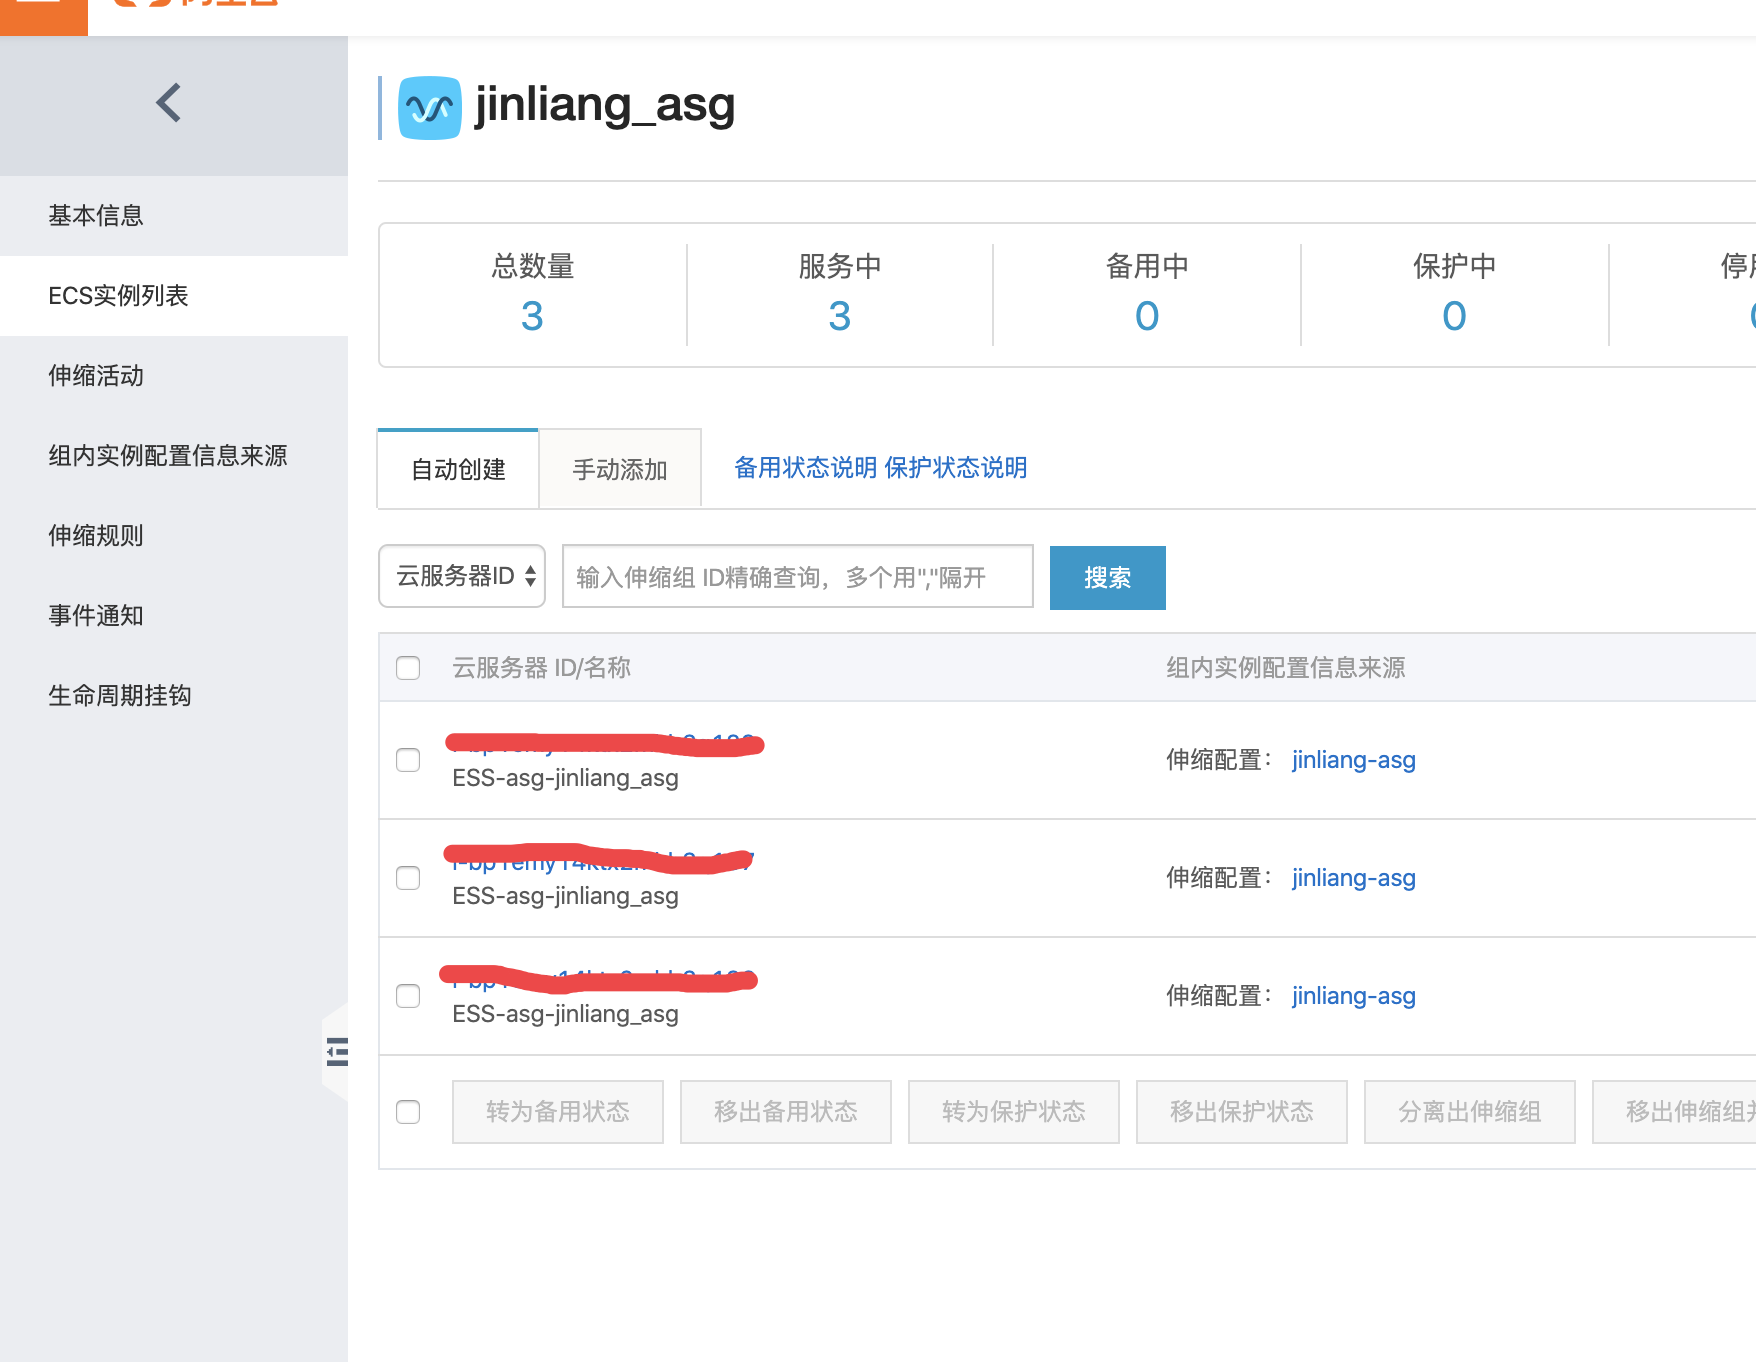 jinliang_asg
基本信息
ECS实例列表
伸缩活动
组内实例配置信息来源
伸缩规则
事件通知
生命周期挂钩
总数量
服务中
备用中
保护中
3
3
0
0
自动创建
手动添加
备用状态说明 保护状态说明
云服务器ID
输入伸缩组 ID精确查询，多个用","隔开
搜索
云服务器 ID/名称
组内实例配置信息来源
ESS-asg-jinliang_asg
伸缩配置： jinliang-asg
ESS-asg-jinliang_asg
伸缩配置： jinliang-asg
ESS-asg-jinliang_asg
伸缩配置： jinliang-asg
转为备用状态
移出备用状态
转为保护状态
移出保护状态
分离出伸缩组
移出伸缩组